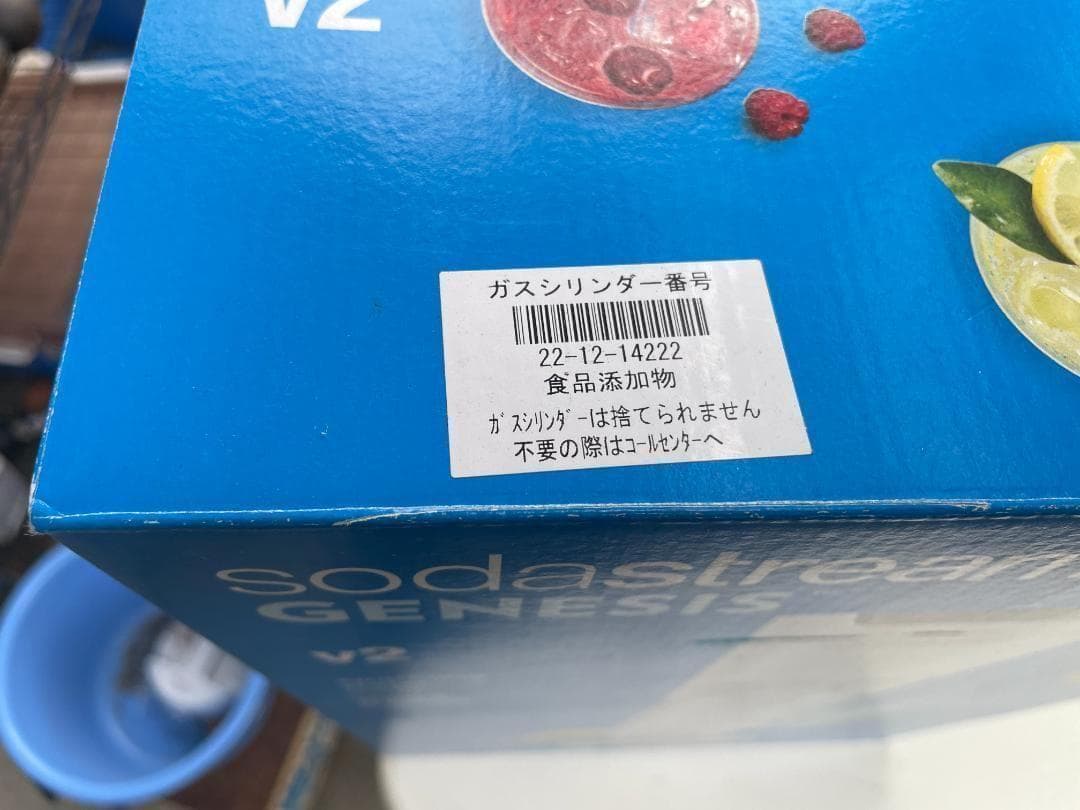 v2
ガスシリンダー番号
22-12-14222
食品添加物
ｶﾞｽｼﾘﾝﾀﾞｰは捨てられません
不要の際はｺｰﾙｾﾝﾀｰへ
sodastream
GENESIS
v2